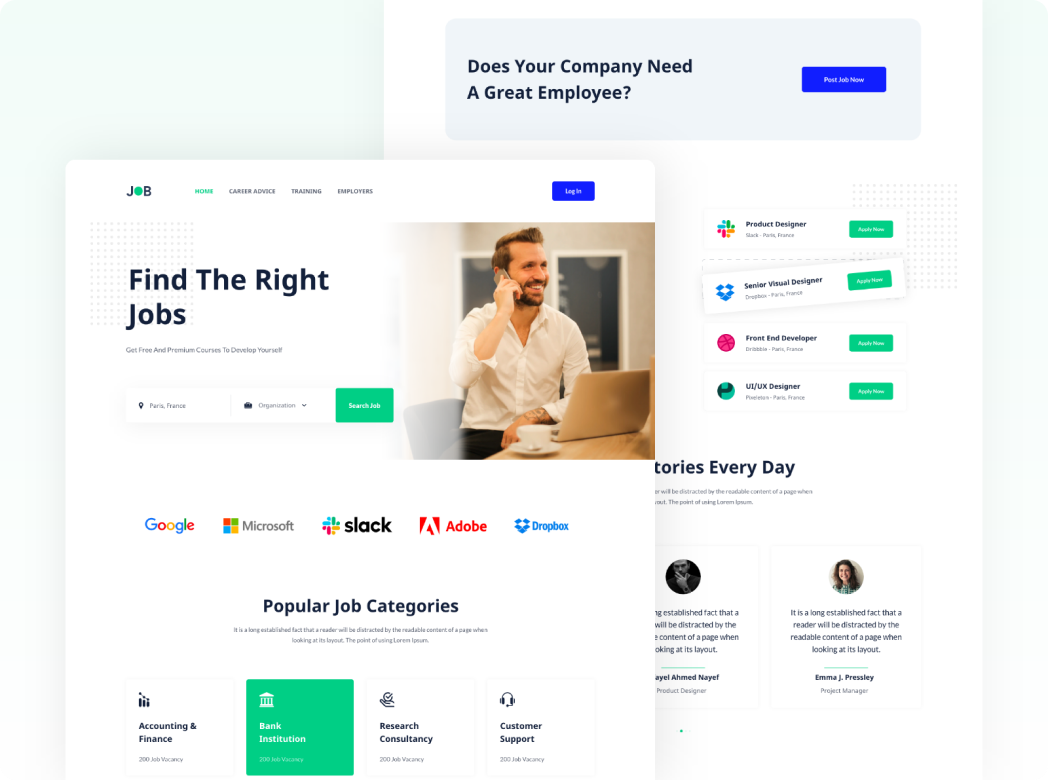 Does Your Company Need
A Great Employee?
Post Job Now
JOB
HOME
CAREER ADVICE
TRAINING
EMPLOYERS
Log In
Find The Right
Jobs
Get Free And Premium Courses To Develop Yourself
Paris, France
Organization
Search Job
Google
Microsoft
slack
Adobe
Dropbox
Popular Job Categories
It is a long established fact that a reader will be distracted by the readable content of a page when
looking at its layout. The point of using Lorem Ipsum.
Accounting &
Finance
200 Job Vacancy
Bank
Institution
200 Job Vacancy
Research
Consultancy
200 Job Vacancy
Customer
Support
200 Job Vacancy
Product Designer
Slack - Paris, France
Apply Now
Senior Visual Designer
Dropbox - Paris, France
Apply Now
Front End Developer
Dribbble - Paris, France
Apply Now
UI/UX Designer
Pixeleton - Paris, France
Apply Now
tories Every Day
er will be distracted by the readable content of a page when
yout. The point of using Lorem Ipsum.
ng established fact that a
will be distracted by the
e content of a page when
oking at its layout.
ayel Ahmed Nayef
Product Designer
It is a long established fact that a
reader will be distracted by the
readable content of a page when
looking at its layout.
Emma J. Pressley
Project Manager